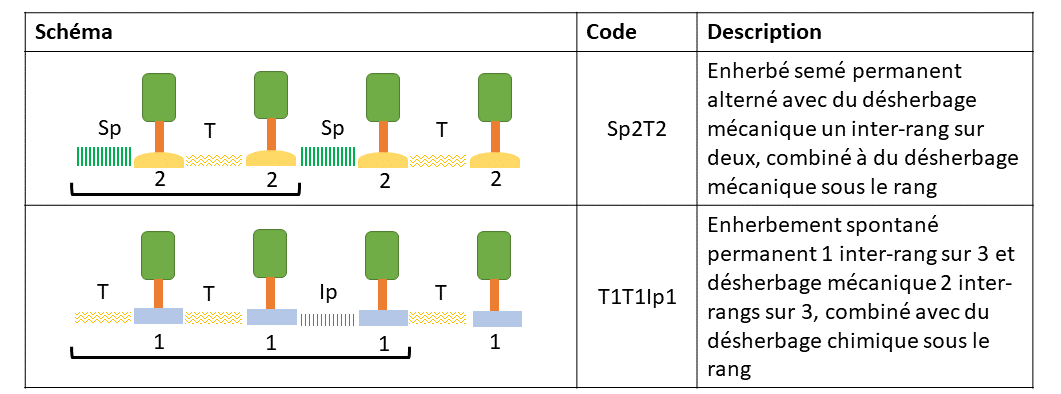 Schéma
Code
Description
Sp
T
Sp
T
2
2
2
2
Sp2T2
Enherbé semé permanent
alterné avec du désherbage
mécanique un inter-rang sur
deux, combiné à du désherbage
mécanique sous le rang
T
T
Ip
T
1
1
1
1
T1T1Ip1
Enherbement spontané
permanent 1 inter-rang sur 3 et
désherbage mécanique 2 inter-
rangs sur 3, combiné avec du
désherbage chimique sous le
rang